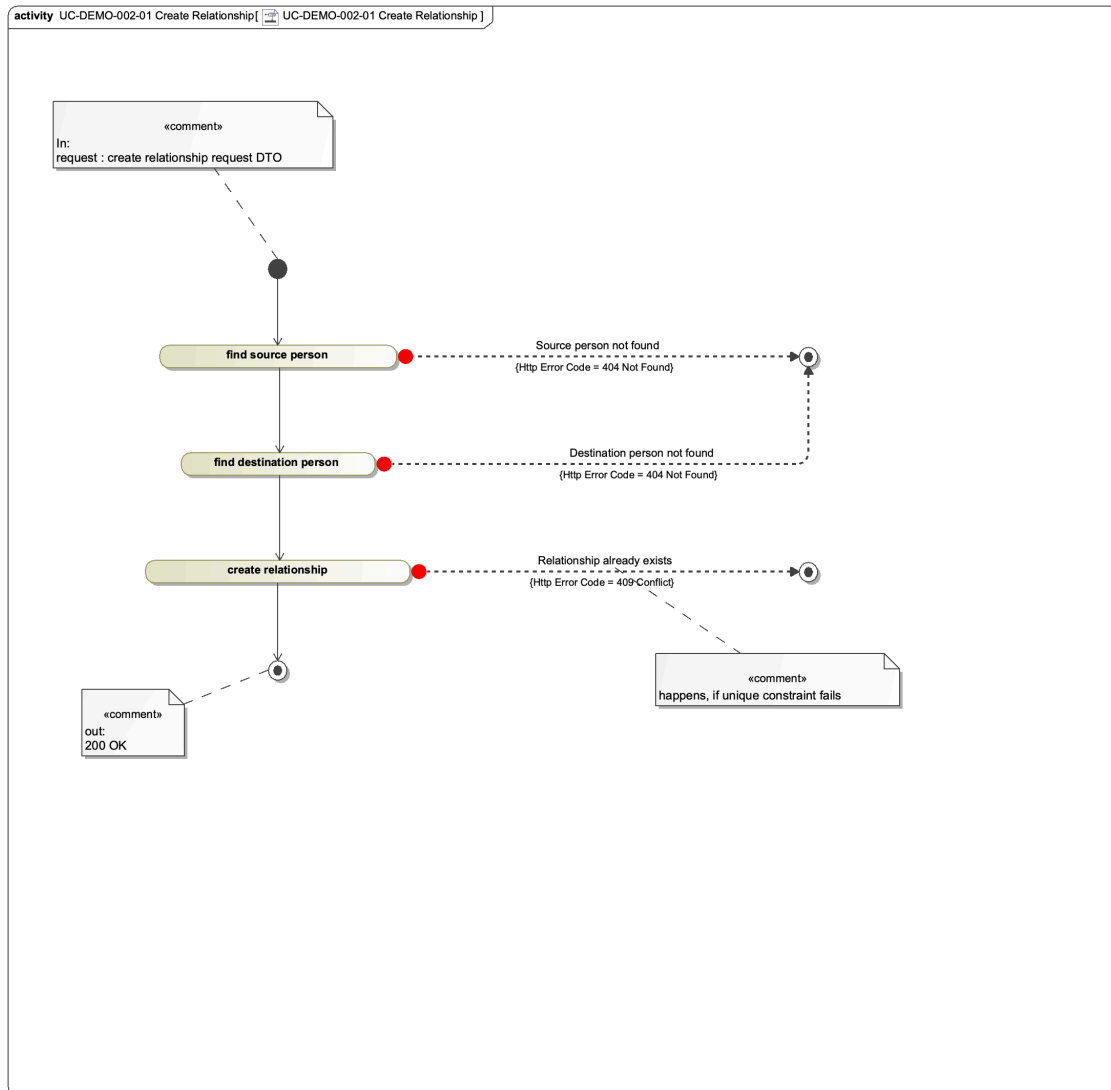 activity UC-DEMO-002-01 Create Relationship[ UC-DEMO-002-01 Create Relationship ]
«comment»
In:
request : create relationship request DTO
find source person
Source person not found
{Http Error Code = 404 Not Found}
find destination person
Destination person not found
{Http Error Code = 404 Not Found}
create relationship
Relationship already exists
{Http Error Code = 409 Conflict}
«comment»
happens, if unique constraint fails
«comment»
out:
200 OK